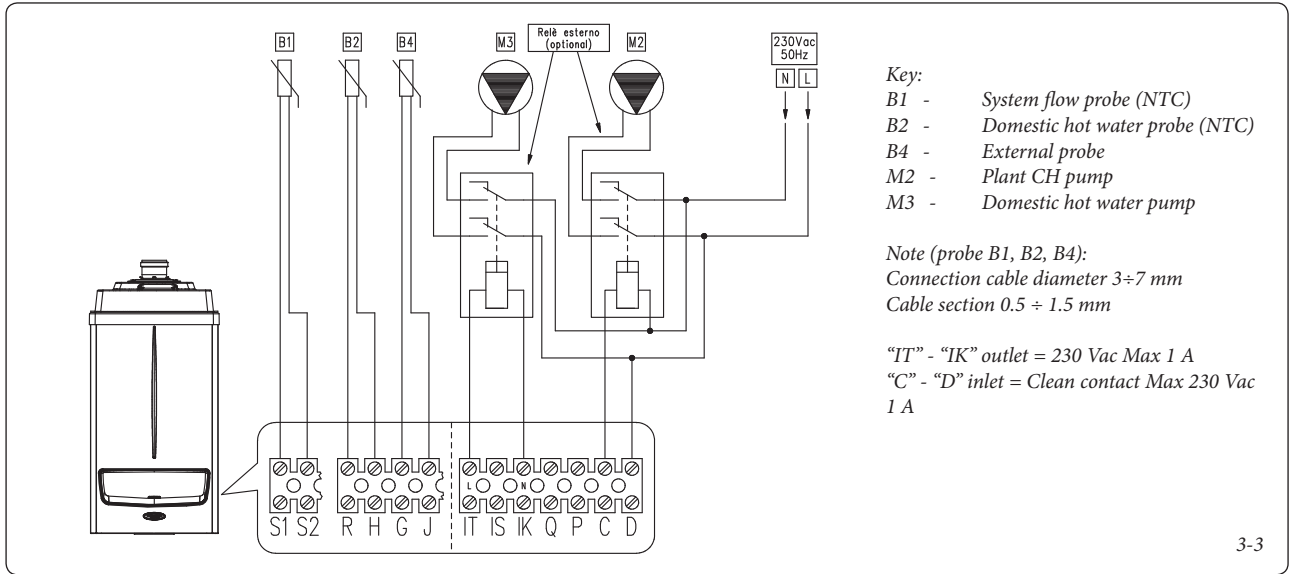 B1
B2
B4
M3
Relè esterno
(optional)
M2
230Vac
50Hz
N L
Key:
B1 - System flow probe (NTC)
B2 - Domestic hot water probe (NTC)
B4 - External probe
M2 - Plant CH pump
M3 - Domestic hot water pump
Note (probe B1, B2, B4):
Connection cable diameter 3÷7 mm
Cable section 0.5 ÷ 1.5 mm
“IT” - “IK” outlet = 230 Vac Max 1 A
“C” - “D” inlet = Clean contact Max 230 Vac
1 A
L N
S1 S2 R H G J IT IS IK Q P C D
3-3